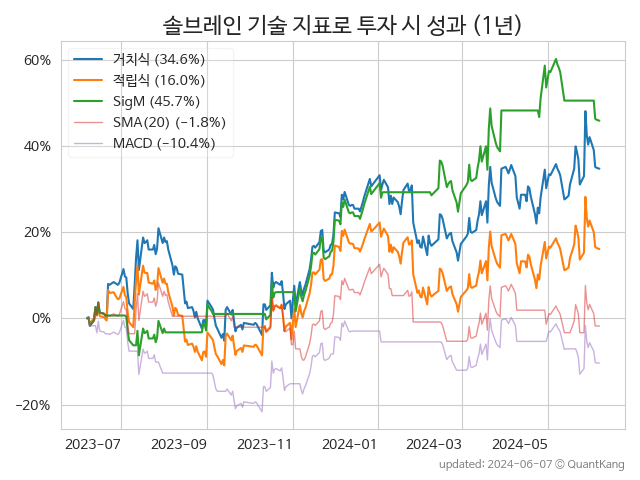 솔브레인 기술 지표로 투자 시 성과 (1년)
거치식 (34.6%)
적립식 (16.0%)
SigM (45.7%)
SMA(20) (−1.8%)
MACD (−10.4%)
60%
40%
20%
0%
−20%
2023-07 2023-09 2023-11 2024-01 2024-03 2024-05
updated: 2024-06-07 ⓒ QuantKang